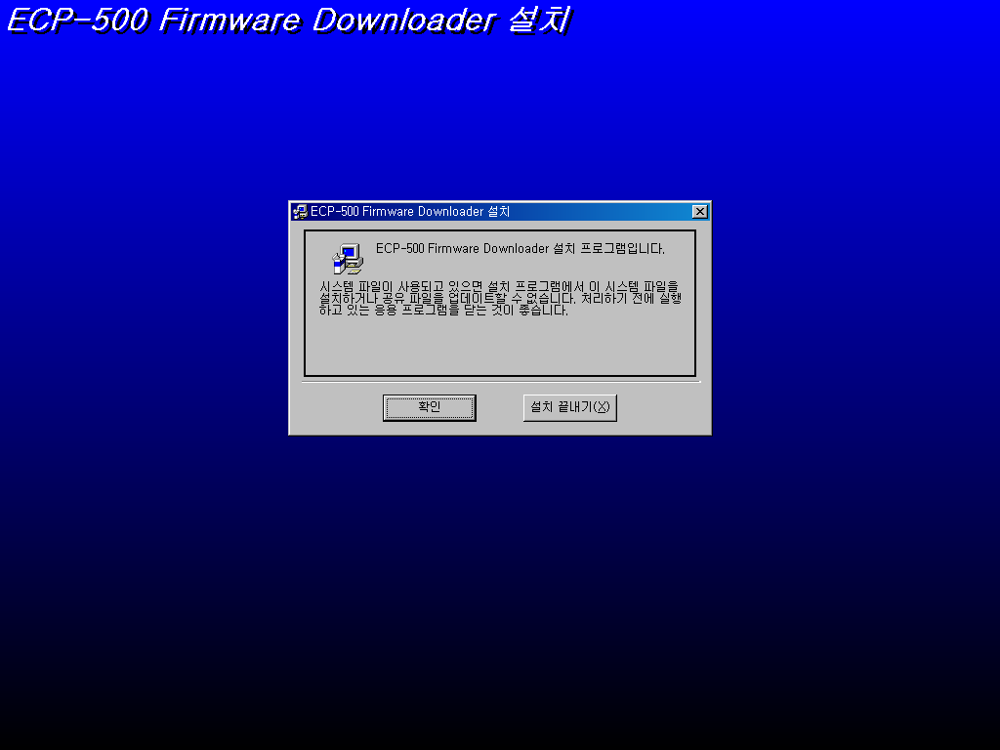 ECP-500 Firmware Downloader 설치
ECP-500 Firmware Downloader 설치
ECP-500 Firmware Downloader 설치 프로그램입니다.
시스템 파일이 사용되고 있으면 설치 프로그램에서 이 시스템 파일을
설치하거나 공유 파일을 업데이트할 수 없습니다. 처리하기 전에 실행
하고 있는 응용 프로그램을 닫는 것이 좋습니다.
확인
설치 끝내기(X)